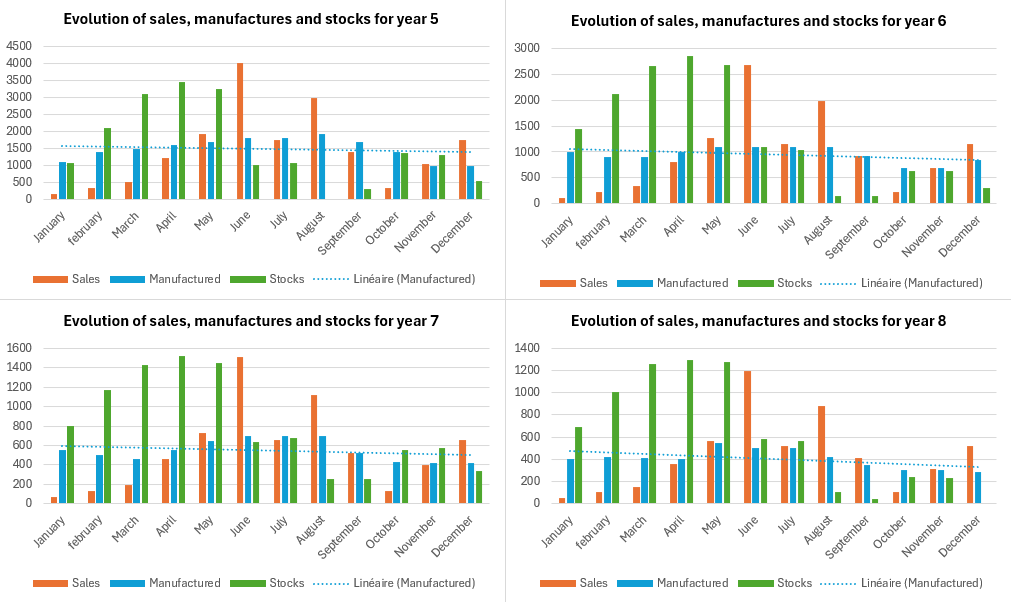 Evolution of sales, manufactures and stocks for year 5
4500
4000
3500
3000
2500
2000
1500
1000
500
0
January february March April May June July August September October November December
Sales Manufactured Stocks Linéaire (Manufactured)
Evolution of sales, manufactures and stocks for year 6
3000
2500
2000
1500
1000
500
0
January february March April May June July August September October November December
Sales Manufactured Stocks Linéaire (Manufactured)
Evolution of sales, manufactures and stocks for year 7
1600
1400
1200
1000
800
600
400
200
0
January february March April May June July August September October November December
Sales Manufactured Stocks Linéaire (Manufactured)
Evolution of sales, manufactures and stocks for year 8
1400
1200
1000
800
600
400
200
0
January february March April May June July August September October November December
Sales Manufactured Stocks Linéaire (Manufactured)